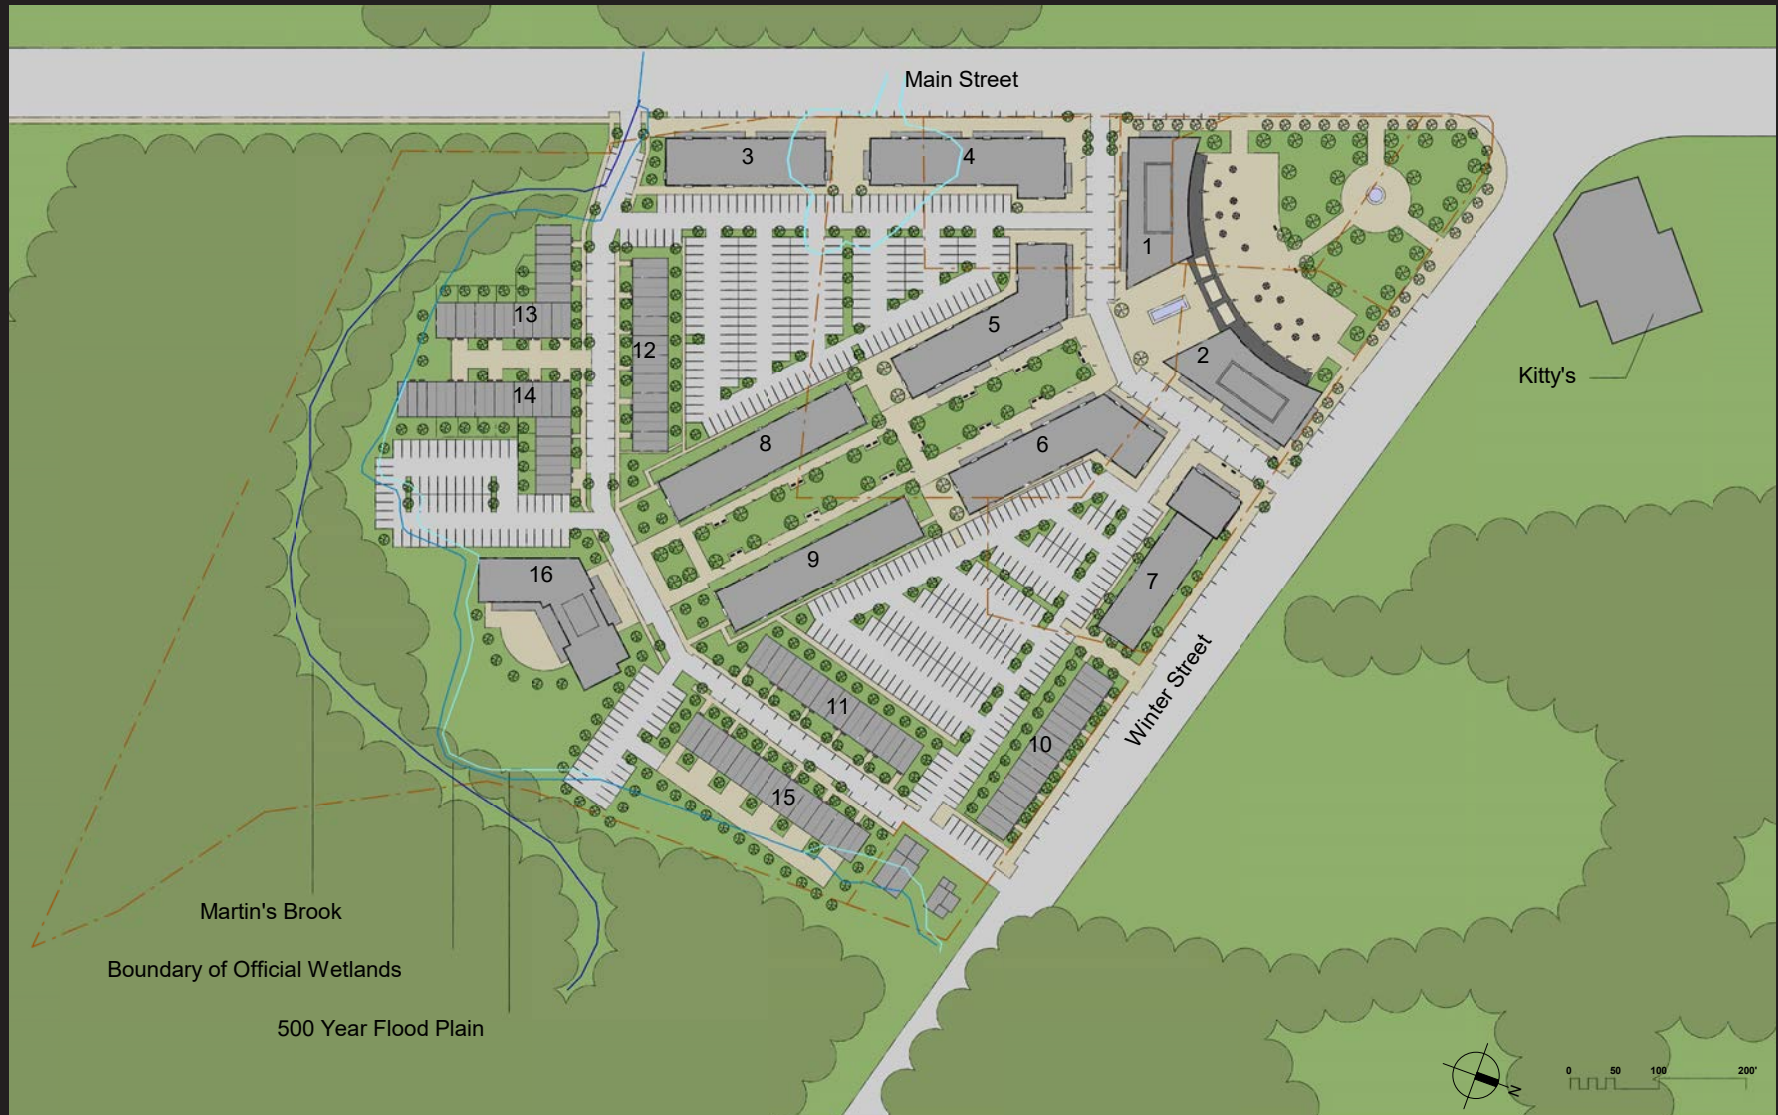 Main Street
3
4
1
13
5
12
2
Kitty's
14
8
6
9
16
7
Winter Street
11
10
15
Martin's Brook
Boundary of Official Wetlands
500 Year Flood Plain
N
0 50 100 200'